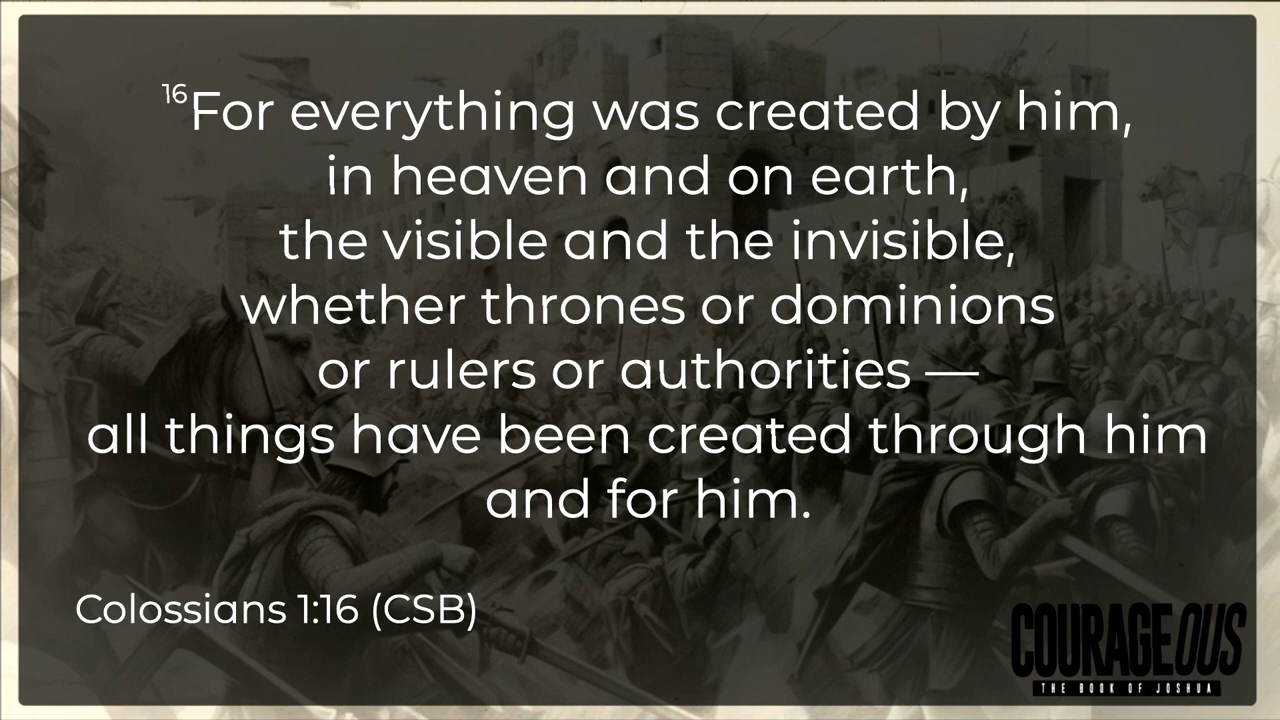 16For everything was created by him,
in heaven and on earth,
the visible and the invisible,
whether thrones or dominions
or rulers or authorities —
all things have been created through him
and for him.
Colossians 1:16 (CSB)
COURAGEOUS
THE BOOK OF JOSHUA